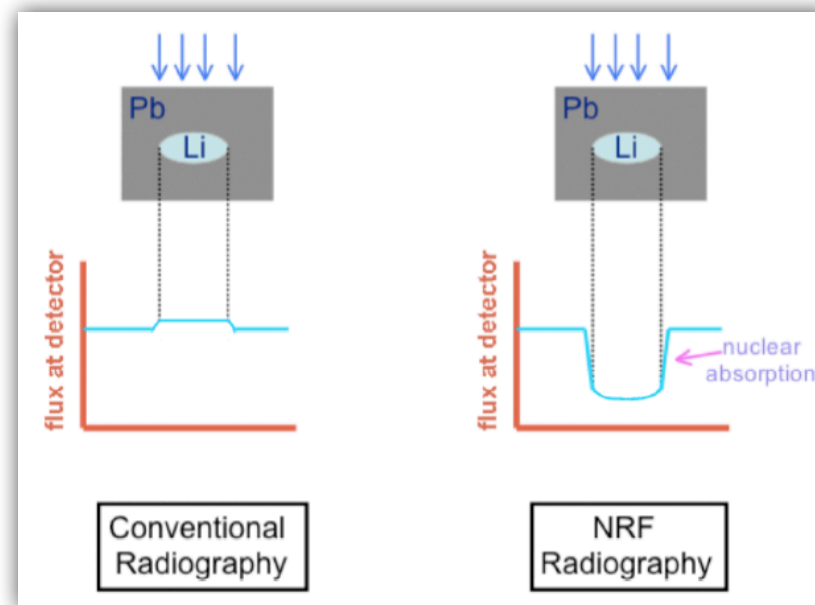 Pb
Li
flux at detector
Conventional
Radiography
Pb
Li
flux at detector
nuclear
absorption
NRF
Radiography